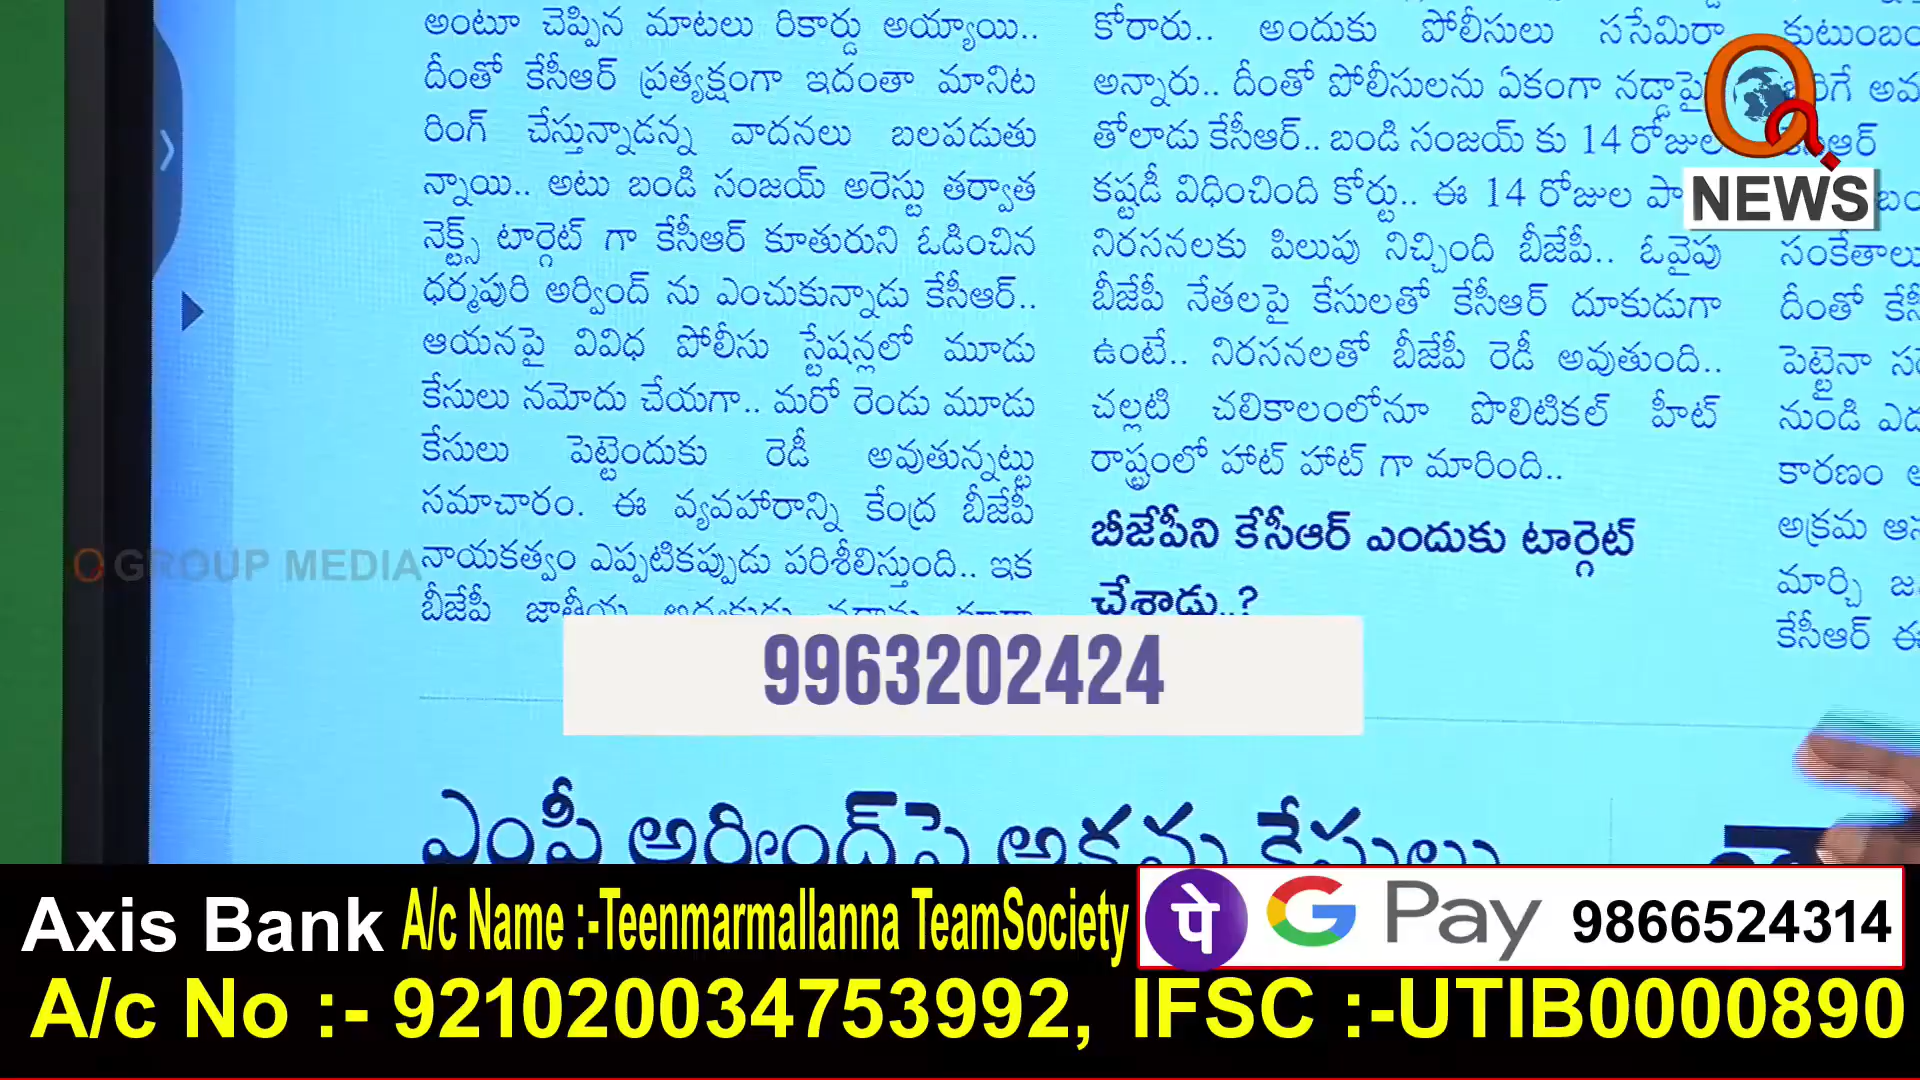 అంటూ చెప్పిన మాటలు రికార్డు అయ్యాయి..
దీంతో కేసీఆర్ ప్రత్యక్షంగా ఇదంతా మానిట
రింగ్ చేస్తున్నాడన్న వాదనలు బలపడుతు
న్నాయి.. అటు బండి సంజయ్ అరెస్టు తర్వాత
నెక్ట్స్ టార్గెట్ గా కేసీఆర్ కూతురుని ఓడించిన
ధర్మపురి అర్వింద్ ను ఎంచుకున్నాడు కేసీఆర్..
ఆయనపై వివిధ పోలీసు స్టేషన్లలో మూడు
కేసులు నమోదు చేయగా.. మరో రెండు మూడు
కేసులు పెట్టెందుకు రెడీ అవుతున్నట్టు
సమాచారం. ఈ వ్యవహారాన్ని కేంద్ర బీజేపీ
నాయకత్వం ఎప్పటికప్పుడు పరిశీలిస్తుంది.. ఇక
బీజేపీ జాతీయ
కోరారు.. అందుకు పోలీసులు ససేమిరా
అన్నారు.. దీంతో పోలీసులను ఏకంగా నడ్డాపై
తోలాడు కేసీఆర్.. బండి సంజయ్ కు 14 రోజుల
కష్టడీ విధించింది కోర్టు.. ఈ 14 రోజుల పా
నిరసనలకు పిలుపు నిచ్చింది బీజేపీ.. ఓవైపు
బీజేపీ నేతలపై కేసులతో కేసీఆర్ దూకుడుగా
ఉంటే.. నిరసనలతో బీజేపీ రెడీ అవుతుంది..
చల్లటి చలికాలంలోనూ పొలిటికల్ హీట్
రాష్ట్రంలో హాట్ హాట్ గా మారింది..
బీజేపీని కేసీఆర్ ఎందుకు టార్గెట్
చేశాడు..?
కుటుంబం
సంకేతాలు
దీంతో కేసీ
పెట్టైనా
నుండి
కారణం
అక్రమ
మార్చి
కేసీఆర్ ఈ
Q
NEWS
Q GROUP MEDIA
9963202424
ఎంపీ అర్వింద్‌పై అక్రమ కేసులు
Axis Bank A/c Name :-Teenmarmallanna TeamSociety
पे G Pay 9866524314
A/c No :- 921020034753992, IFSC :-UTIB0000890